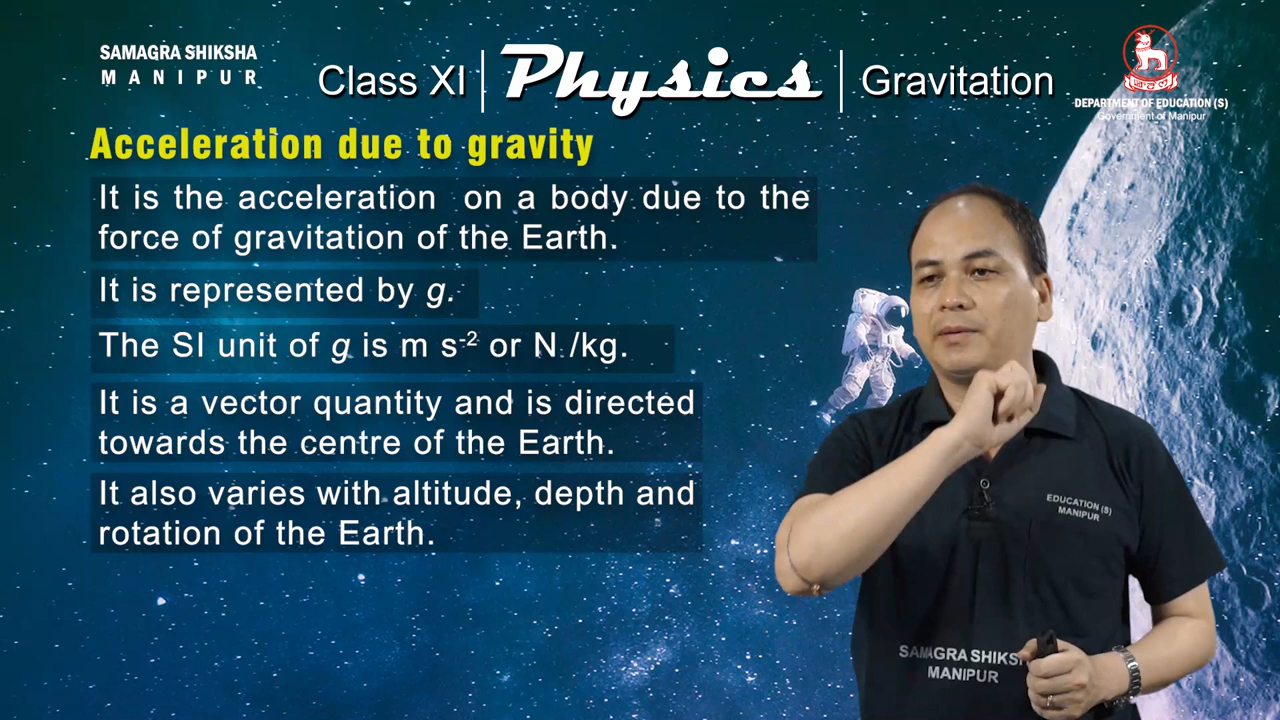 SAMAGRA SHIKSHA
MANIPUR
Class XI
Physics
Gravitation
DEPARTMENT OF EDUCATION (S)
Government of Manipur
Acceleration due to gravity
It is the acceleration on a body due to the
force of gravitation of the Earth.
It is represented by g.
The SI unit of g is m s⁻² or N /kg.
It is a vector quantity and is directed
towards the centre of the Earth.
It also varies with altitude, depth and
rotation of the Earth.
EDUCATION (S)
MANIPUR
SAMAGRA SHIKS
MANIPUR